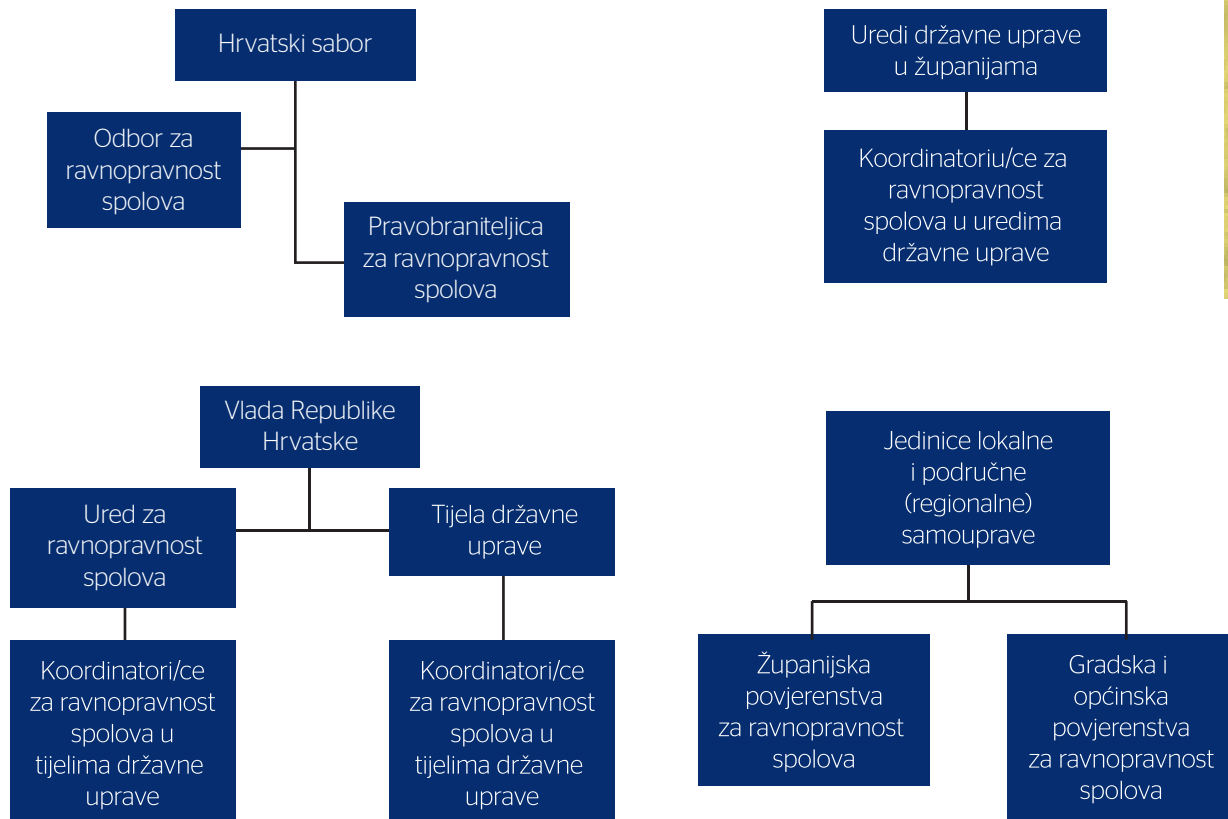 Hrvatski sabor
Odbor za
ravnopravnost
spolova
Pravobraniteljica
za ravnopravnost
spolova
Uredi državne uprave
u županijama
Koordinatoriu/ce za
ravnopravnost
spolova u uredima
državne uprave
Vlada Republike
Hrvatske
Ured za
ravnopravnost
spolova
Tijela državne
uprave
Koordinatori/ce
za ravnopravnost
spolova u
tijelima državne
uprave
Koordinatori/ce
za ravnopravnost
spolova u
tijelima državne
uprave
Jedinice lokalne
i područne
(regionalne)
samouprave
Županijska
povjerenstva
za ravnopravnost
spolova
Gradska i
općinska
povjerenstva
za ravnopravnost
spolova